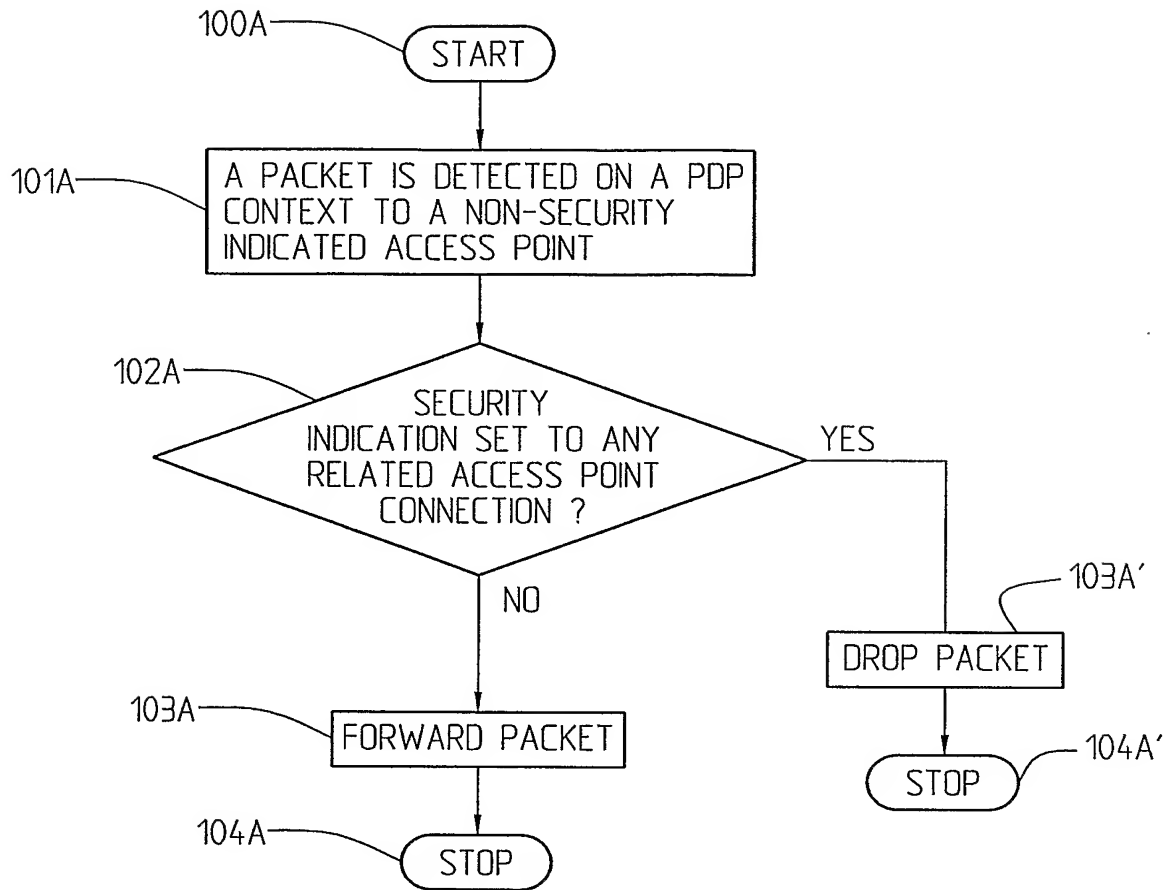 100A
START
101A
A PACKET IS DETECTED ON A PDP
CONTEXT TO A NON-SECURITY
INDICATED ACCESS POINT
102A
SECURITY
INDICATION SET TO ANY
RELATED ACCESS POINT
CONNECTION ?
YES
NO
103A'
DROP PACKET
103A
FORWARD PACKET
104A'
STOP
104A
STOP